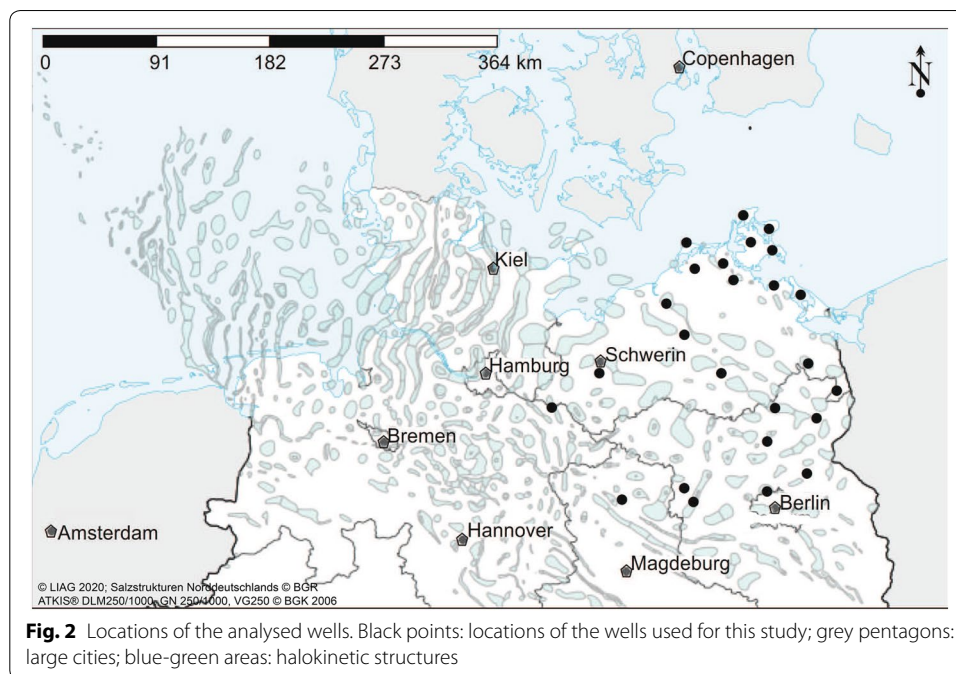 0 91 182 273 364 km
Copenhagen
N
Kiel
Schwerin
Hamburg
Bremen
Berlin
Amsterdam
Hannover
Magdeburg
© LIAG 2020; Salzstrukturen Norddeutschlands © BGR
ATKIS® DLM250/1000, GN 250/1000, VG250 © BGK 2006
Fig. 2 Locations of the analysed wells. Black points: locations of the wells used for this study; grey pentagons:
large cities; blue-green areas: halokinetic structures